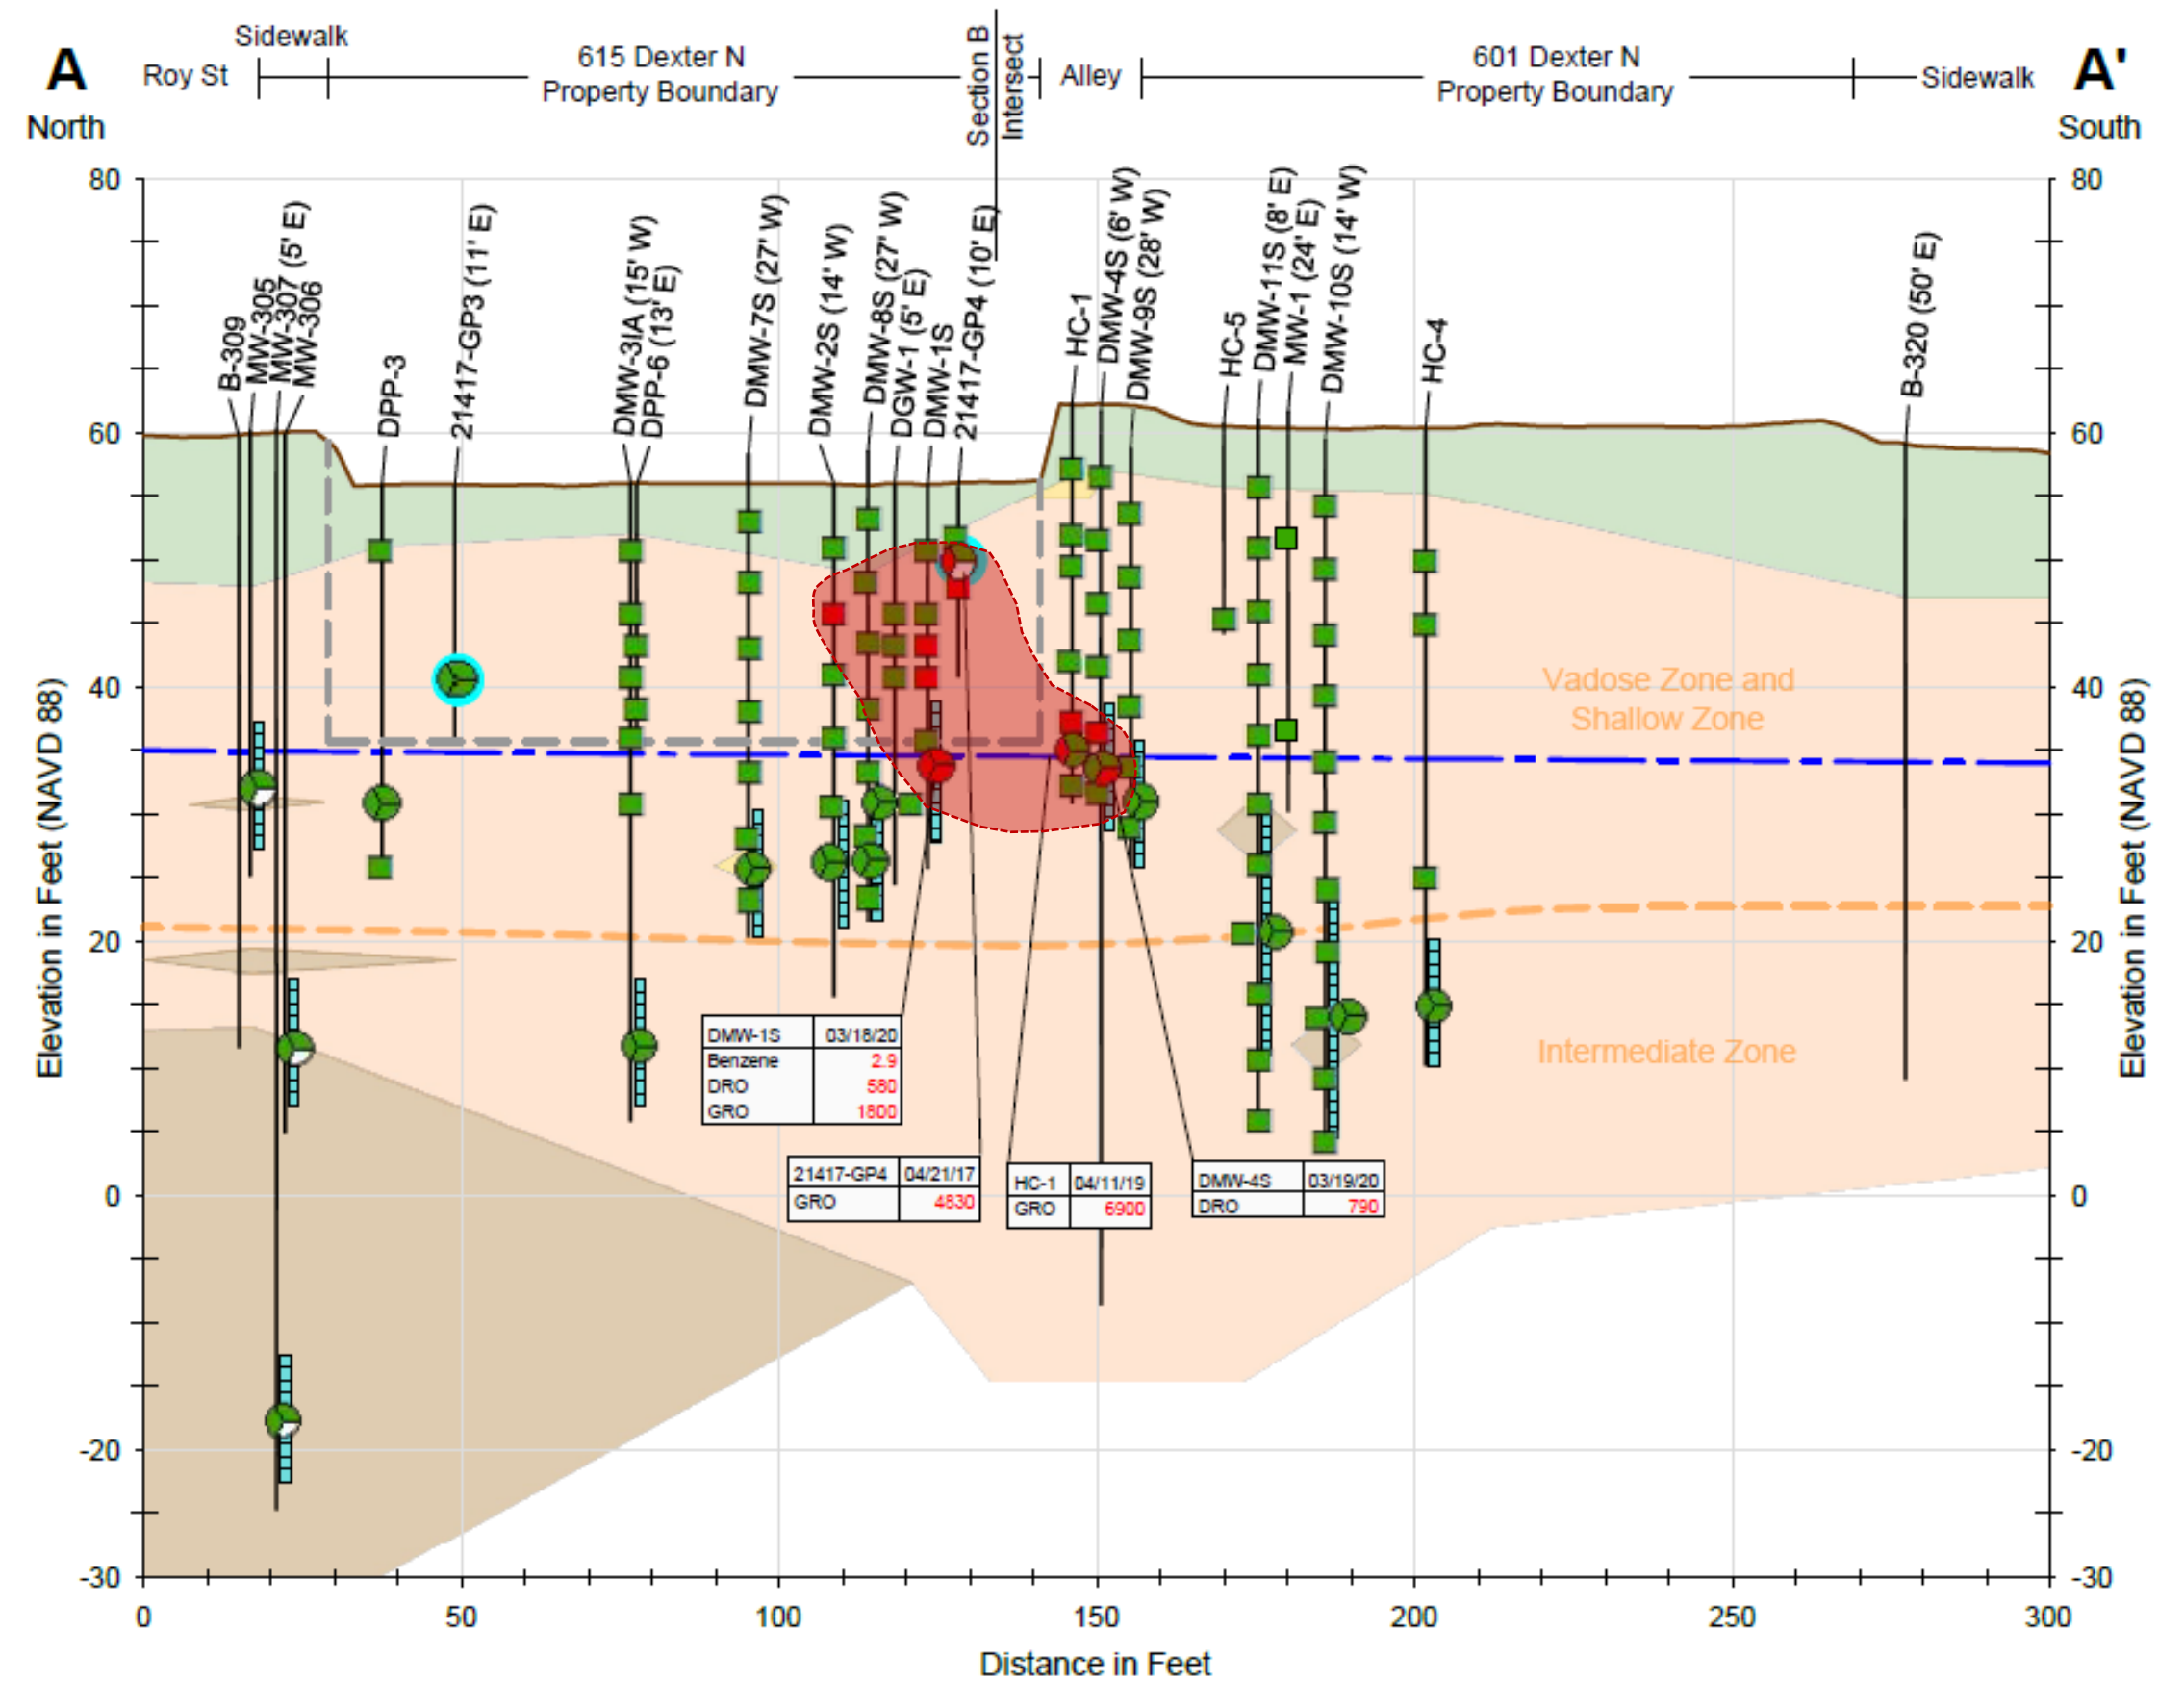 A
North
Roy St
Sidewalk
615 Dexter N
Property Boundary
Section B
Intersect
Alley
601 Dexter N
Property Boundary
Sidewalk
A'
South
B-309
MW-305
MW-307 (5' E)
MW-306
DPP-3
21417-GP3 (11' E)
DMW-3IA (15' W)
DPP-6 (13' E)
DMW-7S (27' W)
DMW-2S (14' W)
DMW-8S (27' W)
DGW-1 (5' E)
DMW-1S
21417-GP4 (10' E)
HC-1
DMW-4S (6' W)
DMW-9S (28' W)
HC-5
DMW-11S (8' E)
MW-1 (24' E)
DMW-10S (14' W)
HC-4
B-320 (50' E)
Elevation in Feet (NAVD 88)
80
60
40
20
0
-20
-30
Vadose Zone and
Shallow Zone
Intermediate Zone
DMW-1S 03/18/20
Benzene 2.9
DRO 580
GRO 1800
21417-GP4 04/21/17
GRO 4830
HC-1 04/11/19
GRO 6900
DMW-4S 03/19/20
DRO 790
80
60
40
20
0
-20
-30
Elevation in Feet (NAVD 88)
0 50 100 150 200 250 300
Distance in Feet